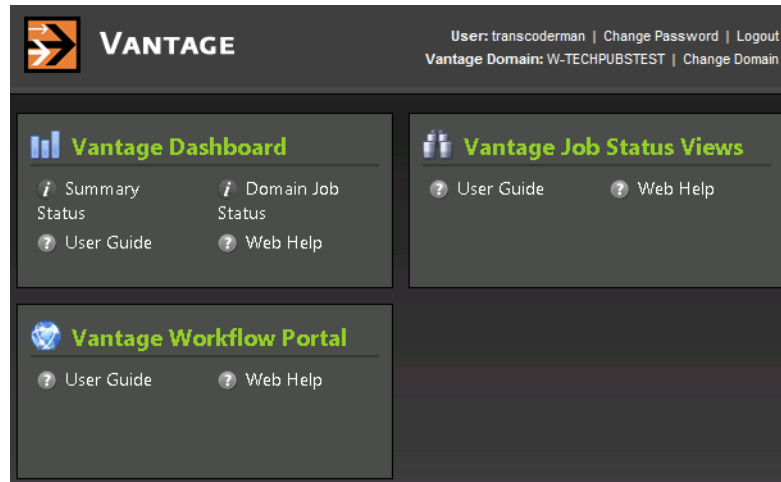 VANTAGE
User: transcoderman | Change Password | Logout
Vantage Domain: W-TECHPUBSTEST | Change Domain
Vantage Dashboard
Summary Status
Domain Job Status
User Guide
Web Help
Vantage Job Status Views
User Guide
Web Help
Vantage Workflow Portal
User Guide
Web Help